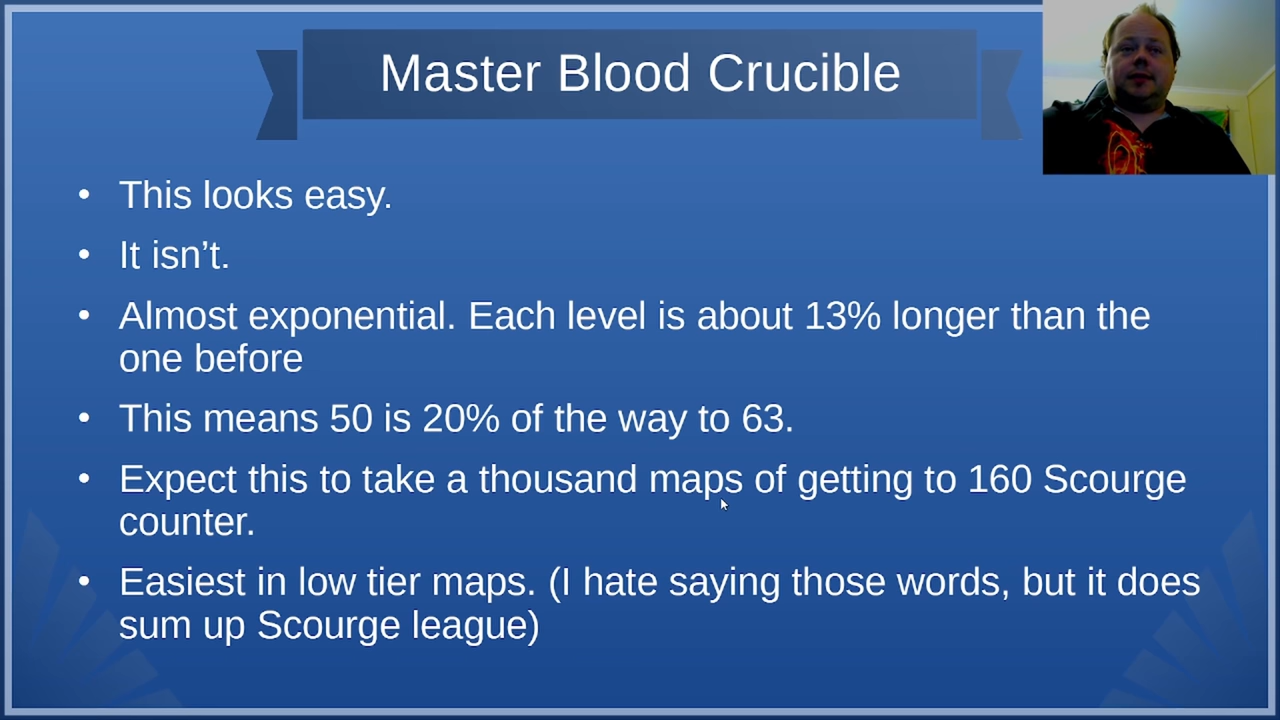 Master Blood Crucible
• This looks easy.
• It isn’t.
• Almost exponential. Each level is about 13% longer than the
one before
• This means 50 is 20% of the way to 63.
• Expect this to take a thousand maps of getting to 160 Scourge
counter.
• Easiest in low tier maps. (I hate saying those words, but it does
sum up Scourge league)